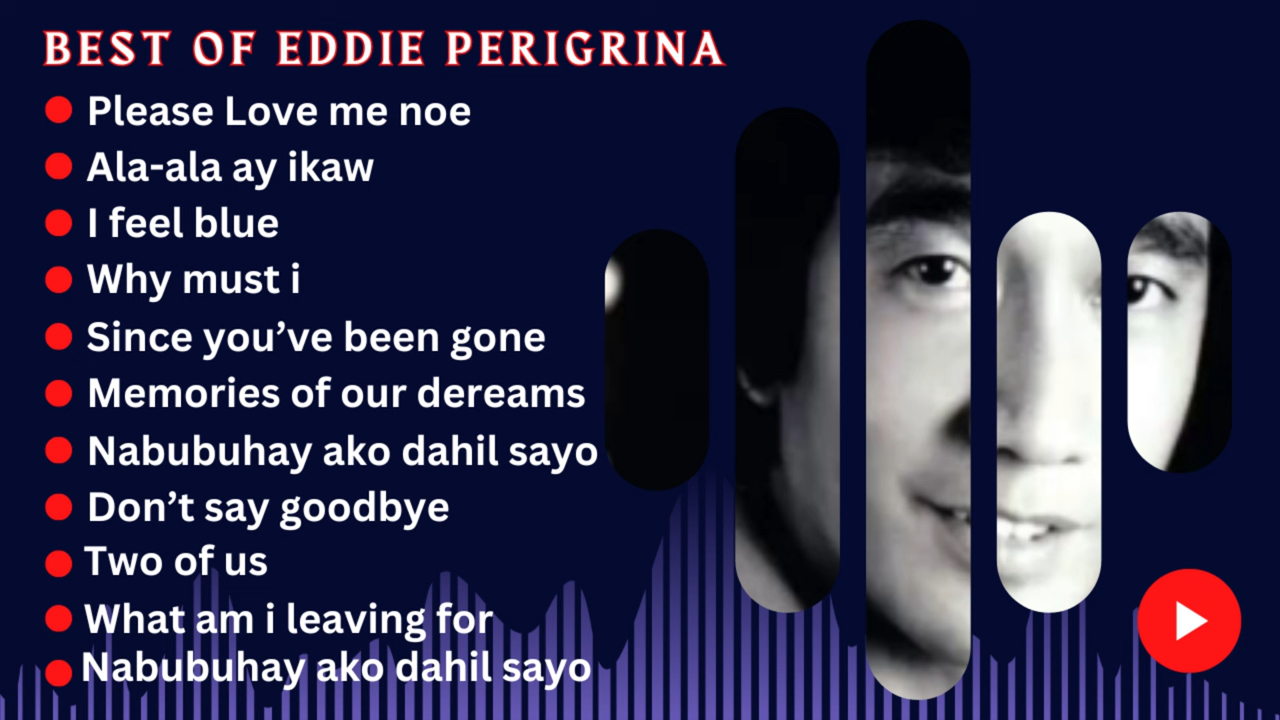 BEST OF EDDIE PERIGRINA
Please Love me noe
Ala-ala ay ikaw
I feel blue
Why must i
Since you’ve been gone
Memories of our dereams
Nabubuhay ako dahil sayo
Don’t say goodbye
Two of us
What am i leaving for
Nabubuhay ako dahil sayo